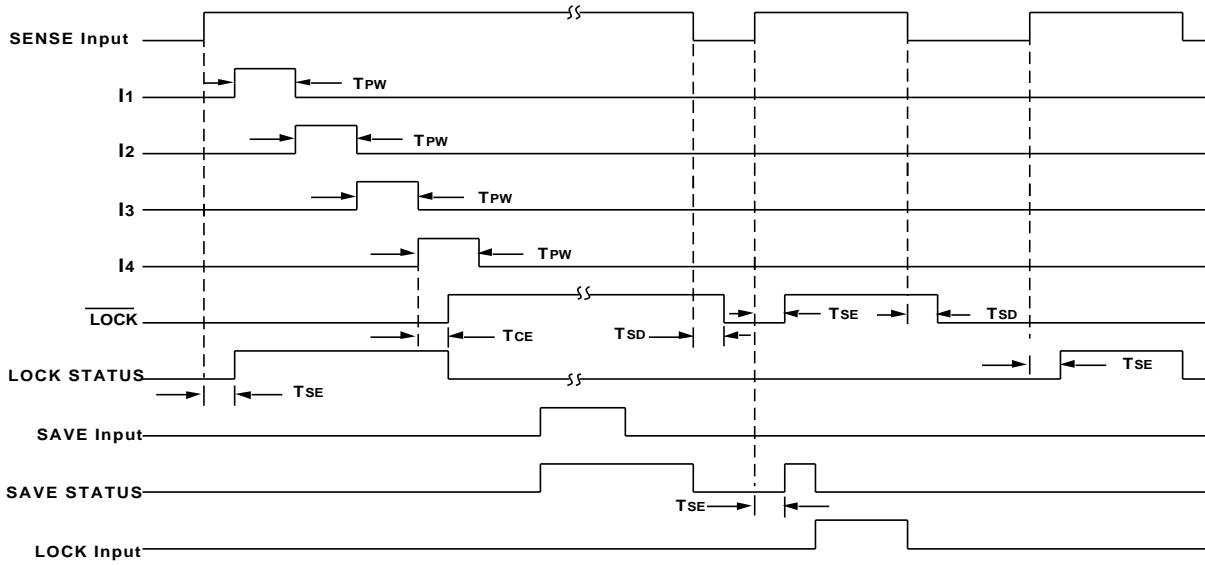 SENSE Input
I1
TPW
I2
TPW
I3
TPW
I4
TPW
LOCK
TCE
TSD
TSE
TSD
LOCK STATUS
TSE
TSE
SAVE Input
SAVE STATUS
TSE
LOCK Input